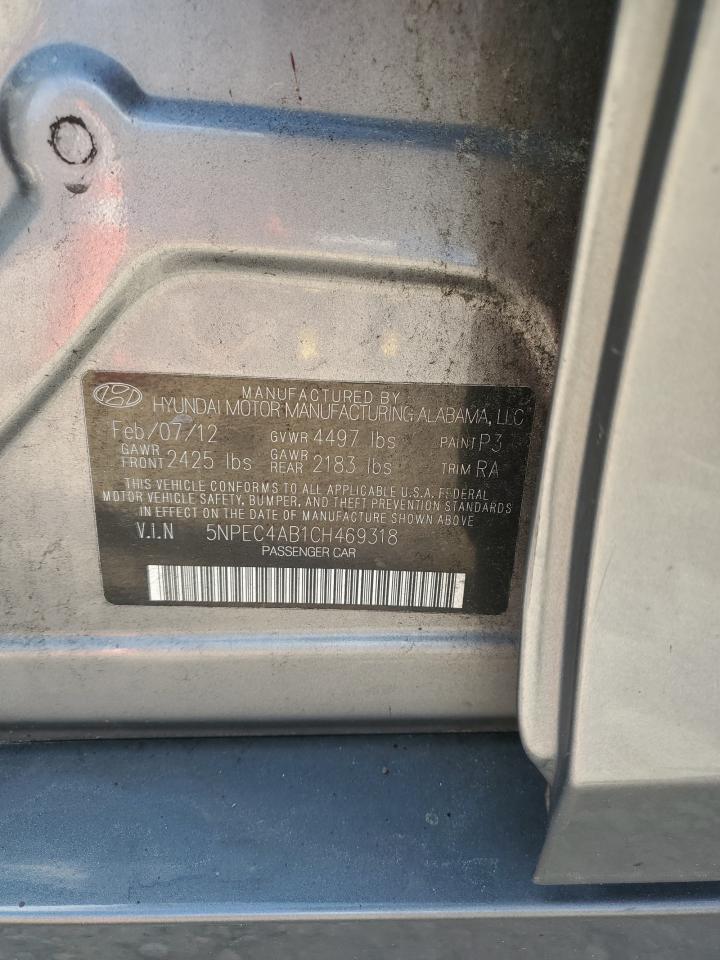 MANUFACTURED BY
HYUNDAI MOTOR MANUFACTURING ALABAMA, LLC
Feb/07/12 GVWR 4497 lbs PAINT P3
GAWR FRONT 2425 lbs GAWR REAR 2183 lbs TRIM RA
THIS VEHICLE CONFORMS TO ALL APPLICABLE U.S.A. FEDERAL
MOTOR VEHICLE SAFETY, BUMPER, AND THEFT PREVENTION STANDARDS
IN EFFECT ON THE DATE OF MANUFACTURE SHOWN ABOVE
V.I.N 5NPEC4AB1CH469318
PASSENGER CAR